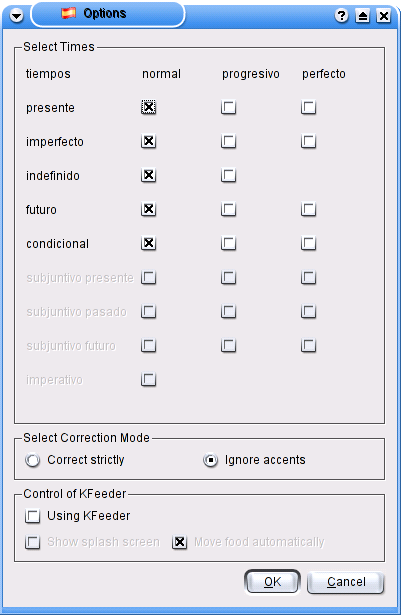 Options
Select Times
tiempos normal progresivo perfecto
presente
imperfecto
indefinido
futuro
condicional
subjuntivo presente
subjuntivo pasado
subjuntivo futuro
imperativo
Select Correction Mode
Correct strictly Ignore accents
Control of KFeeder
Using KFeeder
Show splash screen Move food automatically
OK Cancel